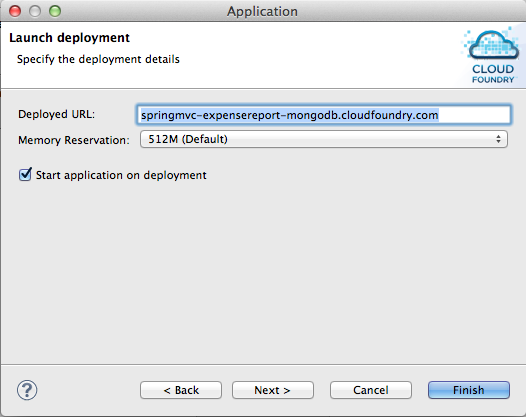 Application
Launch deployment
Specify the deployment details
CLOUD
FOUNDRY
Deployed URL: springmvc-expensereport-mongodb.cloudfoundry.com
Memory Reservation: 512M (Default)
Start application on deployment
? < Back Next > Cancel Finish